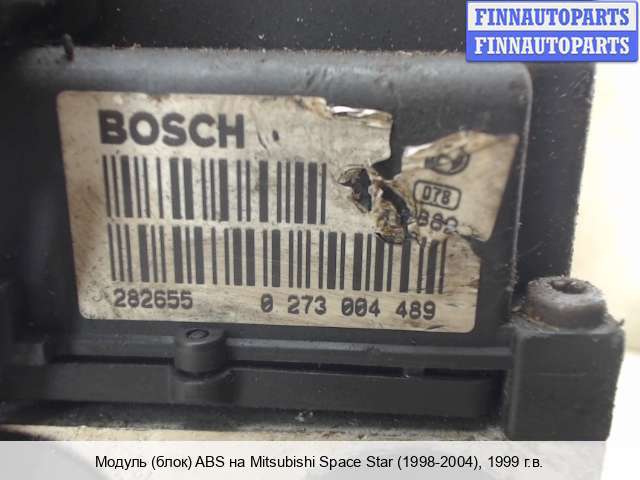 FINNAUTOPARTS
FINNAUTOPARTS
BOSCH
078
282655 0 273 004 489
Модуль (блок) ABS на Mitsubishi Space Star (1998-2004), 1999 г.в.